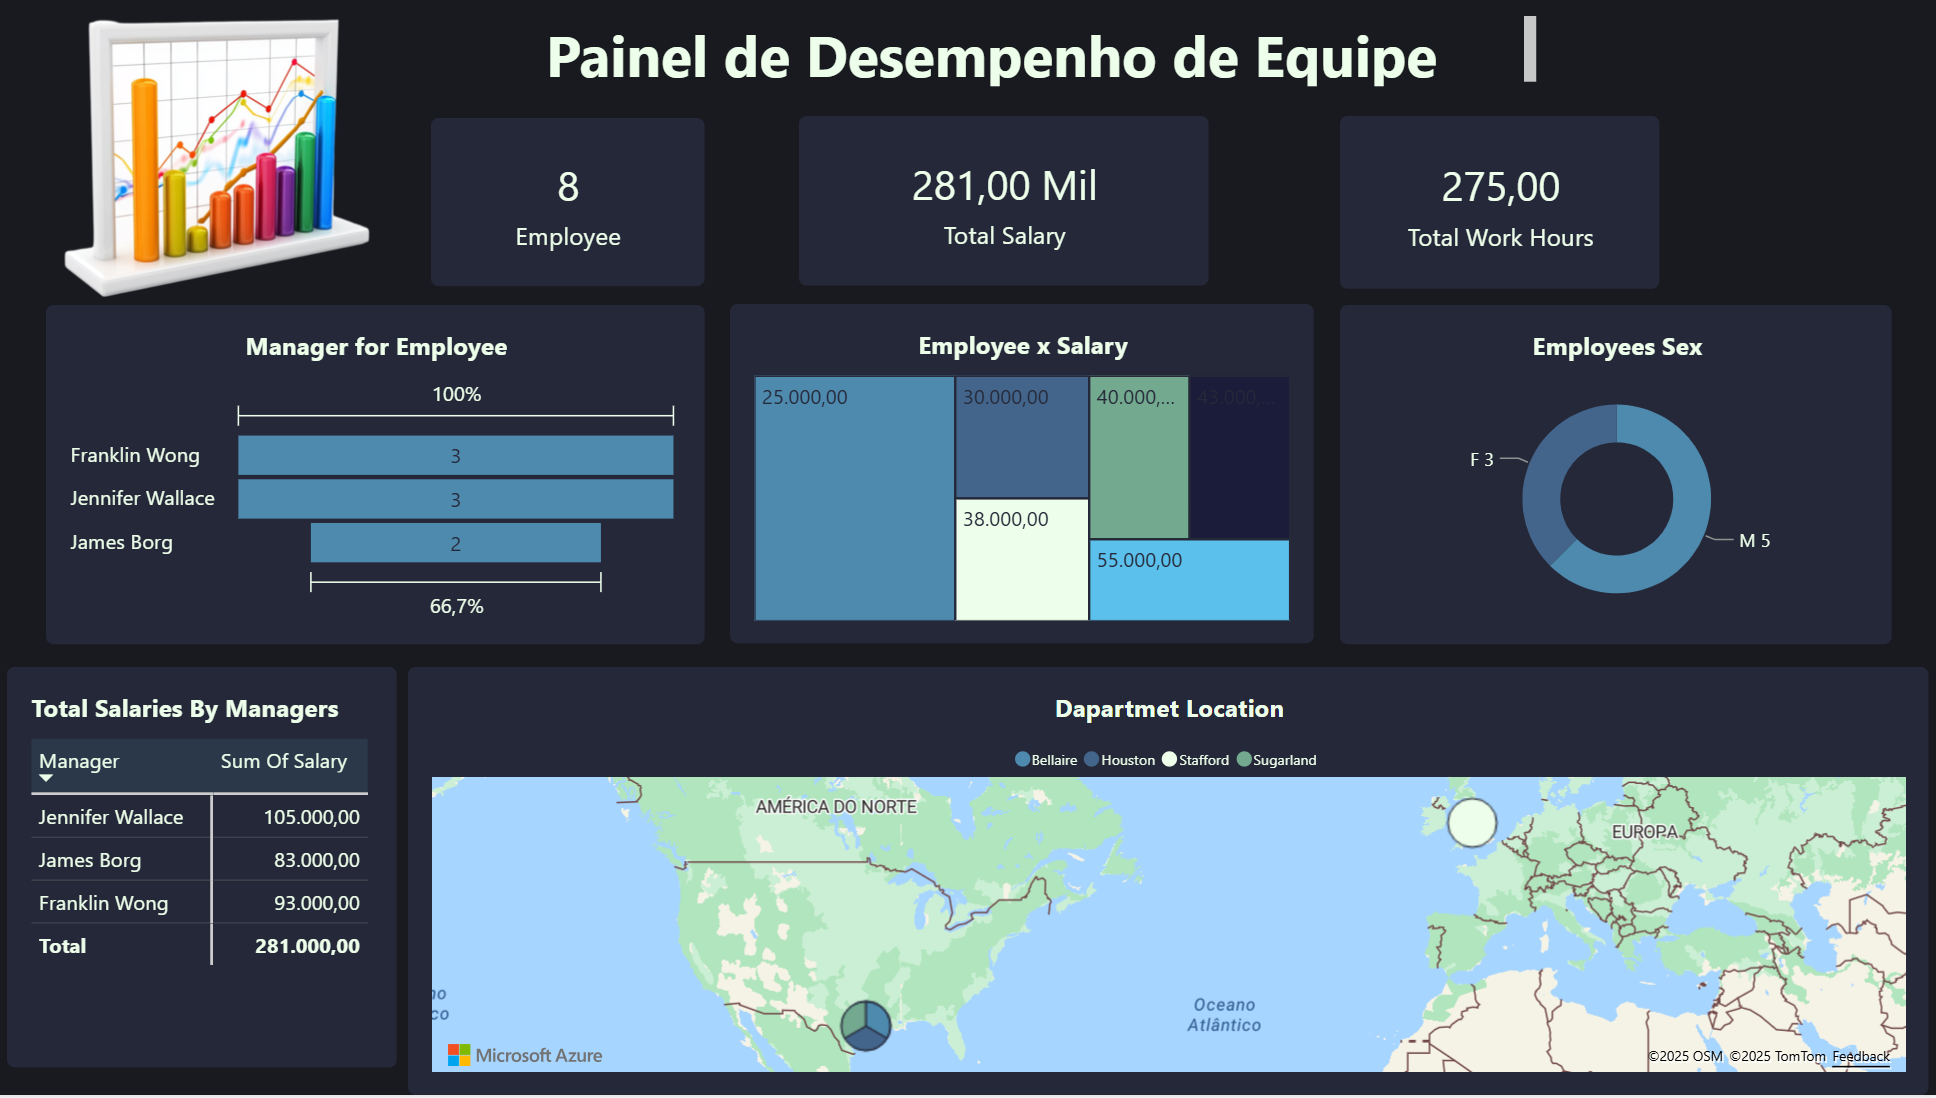 Painel de Desempenho de Equipe
8
Employee
281,00 Mil
Total Salary
275,00
Total Work Hours
Manager for Employee
100%
Franklin Wong 3
Jennifer Wallace 3
James Borg 2
66,7%
Employee x Salary
25.000,00
30.000,00
40.000,...
43.000,...
38.000,00
55.000,00
Employees Sex
F 3
M 5
Total Salaries By Managers
Manager Sum Of Salary
Jennifer Wallace 105.000,00
James Borg 83.000,00
Franklin Wong 93.000,00
Total 281.000,00
Dapartmet Location
Bellaire Houston Stafford Sugarland
AMÉRICA DO NORTE
EUROPA
no
co
Oceano
Atlântico
Microsoft Azure
©2025 OSM ©2025 TomTom Feedback